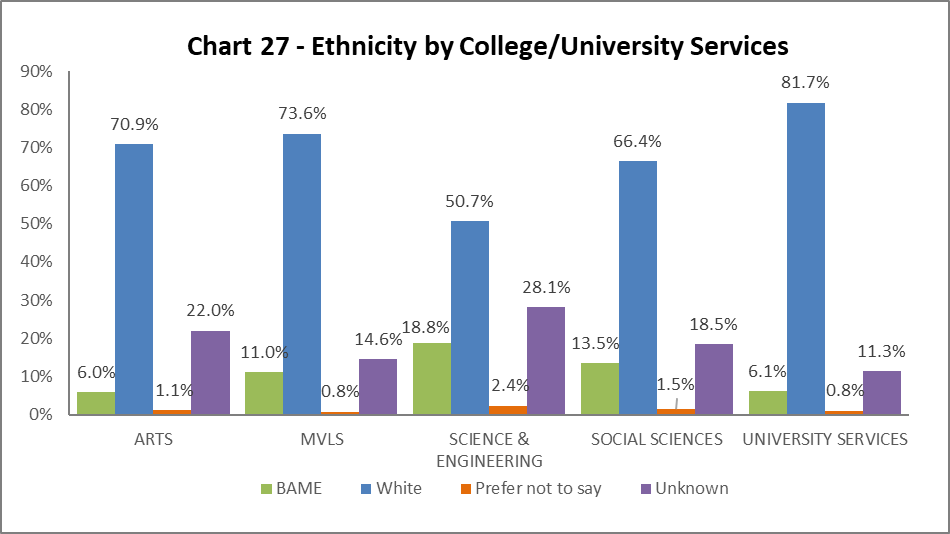 Chart 27 - Ethnicity by College/University Services
90%
80%
70%
60%
50%
40%
30%
20%
10%
0%
6.0%
70.9%
1.1%
22.0%
11.0%
73.6%
0.8%
14.6%
18.8%
50.7%
2.4%
28.1%
13.5%
66.4%
1.5%
18.5%
6.1%
81.7%
0.8%
11.3%
ARTS
MVLS
SCIENCE &
ENGINEERING
SOCIAL SCIENCES
UNIVERSITY SERVICES
BAME
White
Prefer not to say
Unknown